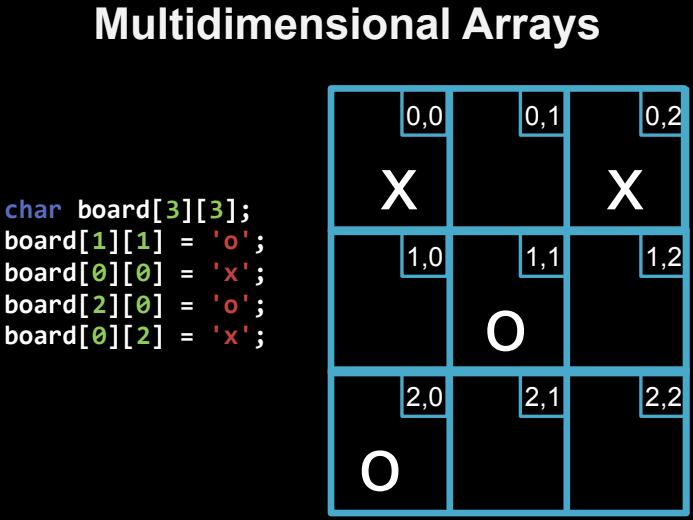 Multidimensional Arrays
char board[3][3];
board[1][1] = 'o';
board[0][0] = 'x';
board[2][0] = 'o';
board[0][2] = 'x';
0,0 0,1 0,2
x x
1,0 1,1 1,2
o
2,0 2,1 2,2
o